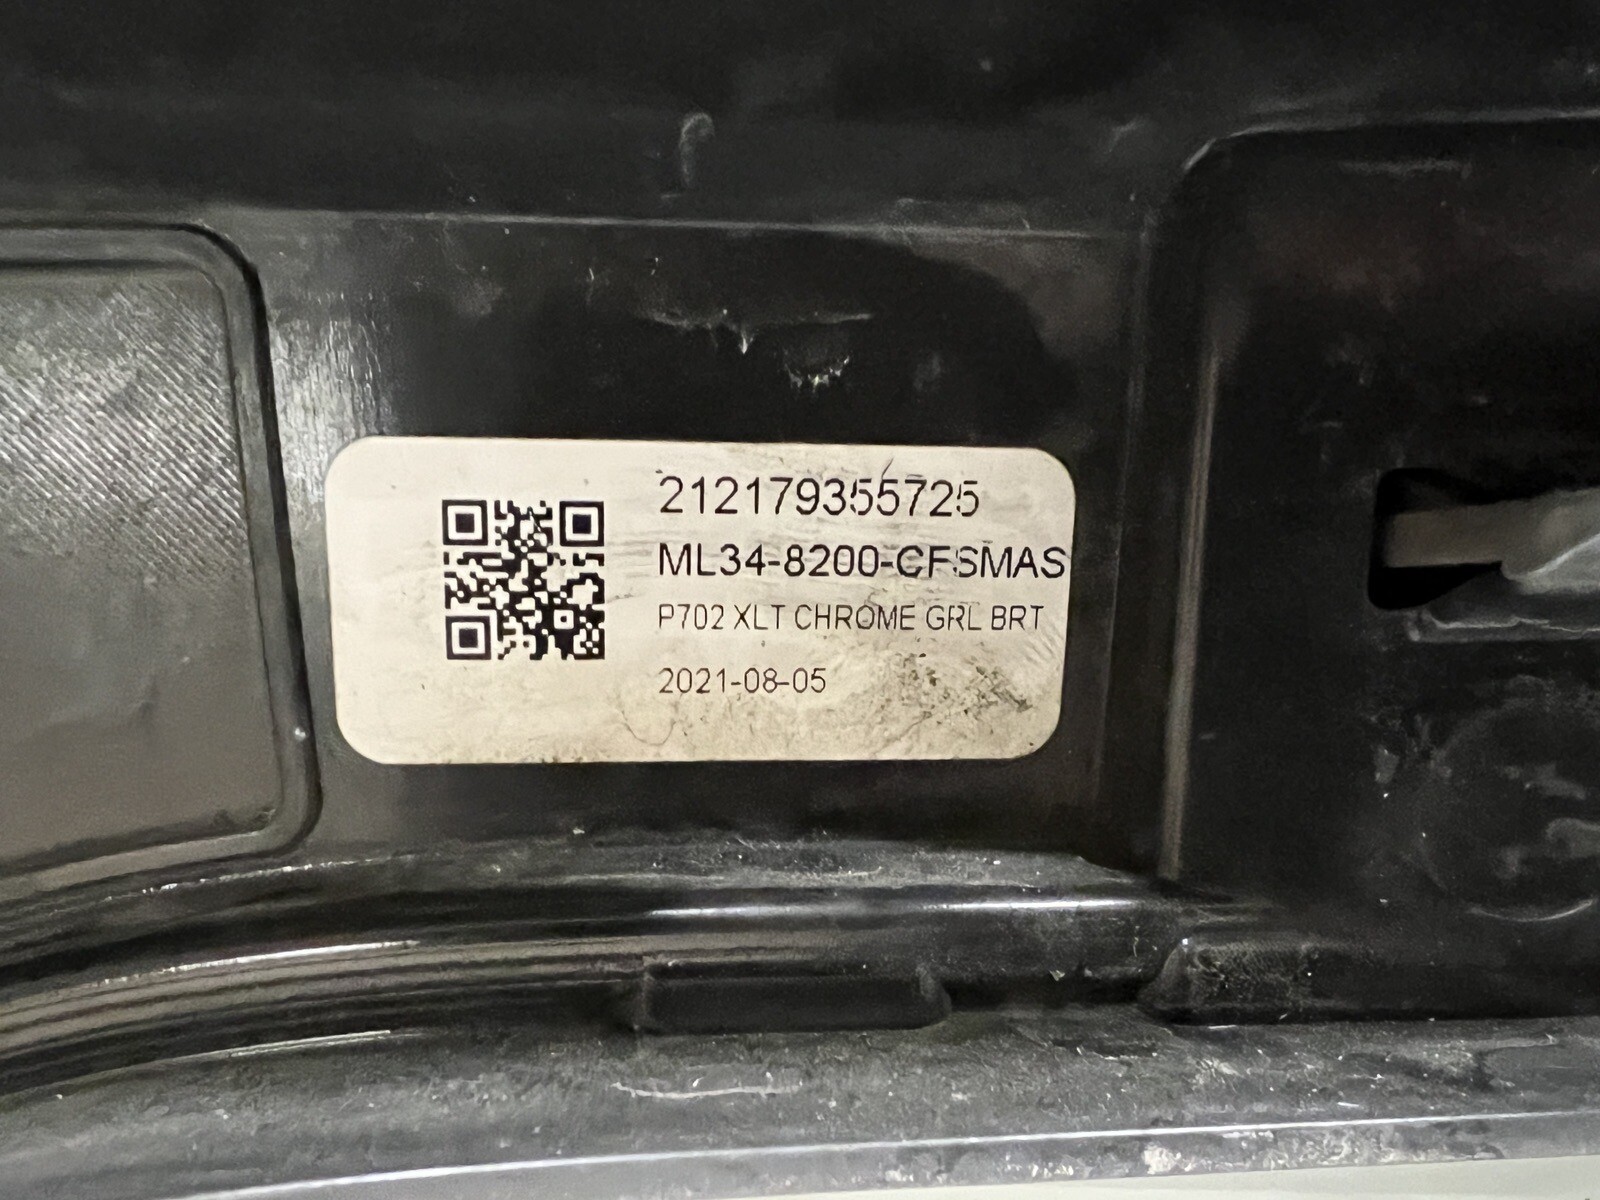 212179355725
ML34-8200-CFSMAS
P702 XLT CHROME GRL BRT
2021-08-05